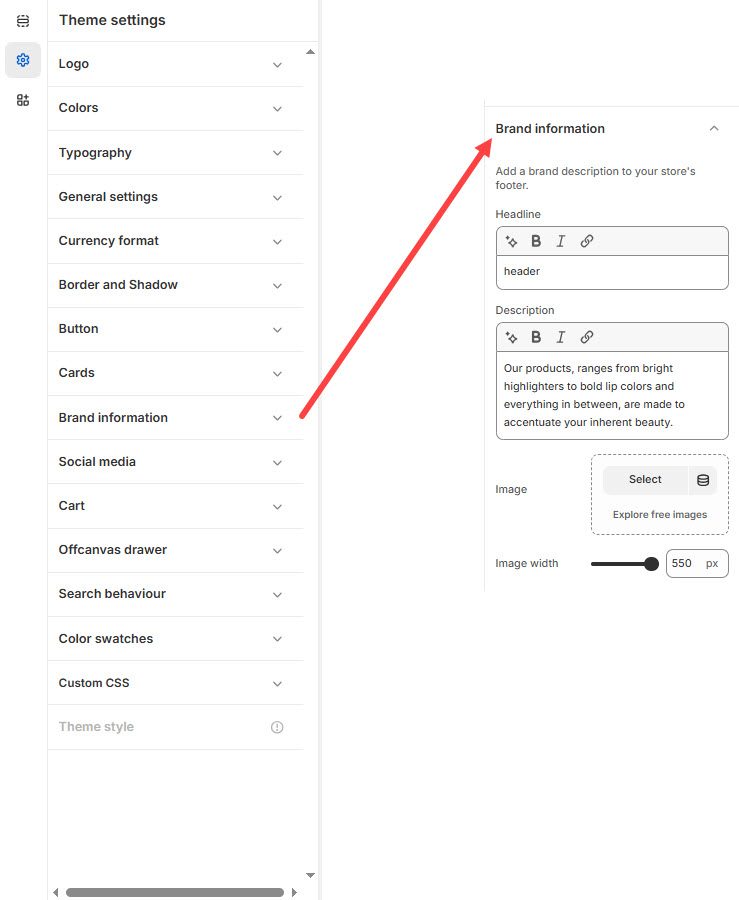 Theme settings
Logo
Colors
Typography
General settings
Currency format
Border and Shadow
Button
Cards
Brand information
Social media
Cart
Offcanvas drawer
Search behaviour
Color swatches
Custom CSS
Theme style
Brand information
Add a brand description to your store's
footer.
Headline
B I
header
Description
B I
Our products, ranges from bright
highlighters to bold lip colors and
everything in between, are made to
accentuate your inherent beauty.
Image
Select
Explore free images
Image width 550 px